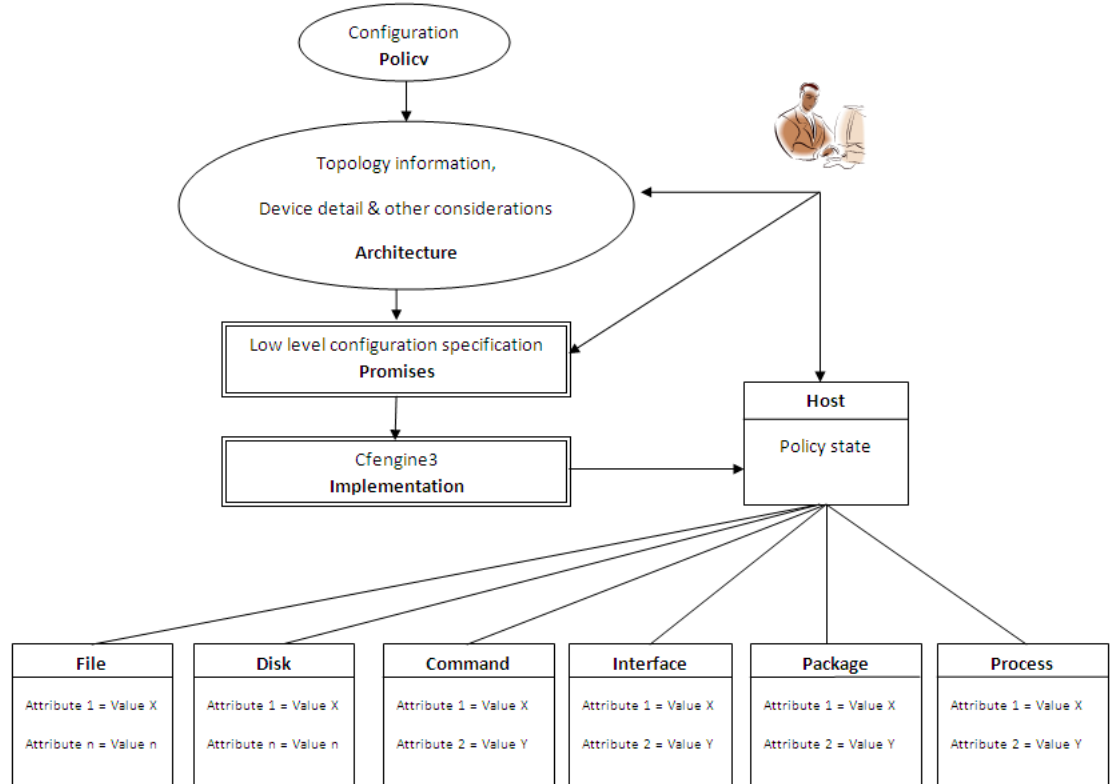 Configuration
Policy
Topology information,
Device detail & other considerations
Architecture
Low level configuration specification
Promises
Cfengine3
Implementation
Host
Policy state
File
Attribute 1 = Value X
Attribute n = Value n
Disk
Attribute 1 = Value X
Attribute n = Value n
Command
Attribute 1 = Value X
Attribute 2 = Value Y
Interface
Attribute 1 = Value X
Attribute 2 = Value Y
Package
Attribute 1 = Value X
Attribute 2 = Value Y
Process
Attribute 1 = Value X
Attribute 2 = Value Y